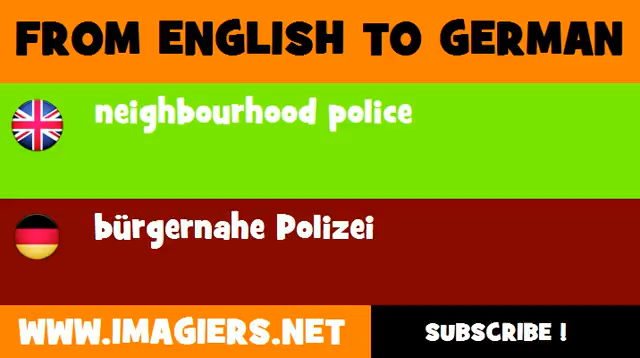 FROM ENGLISH TO GERMAN
neighbourhood police
bürgernahe Polizei
WWW.IMAGIERS.NET
SUBSCRIBE !